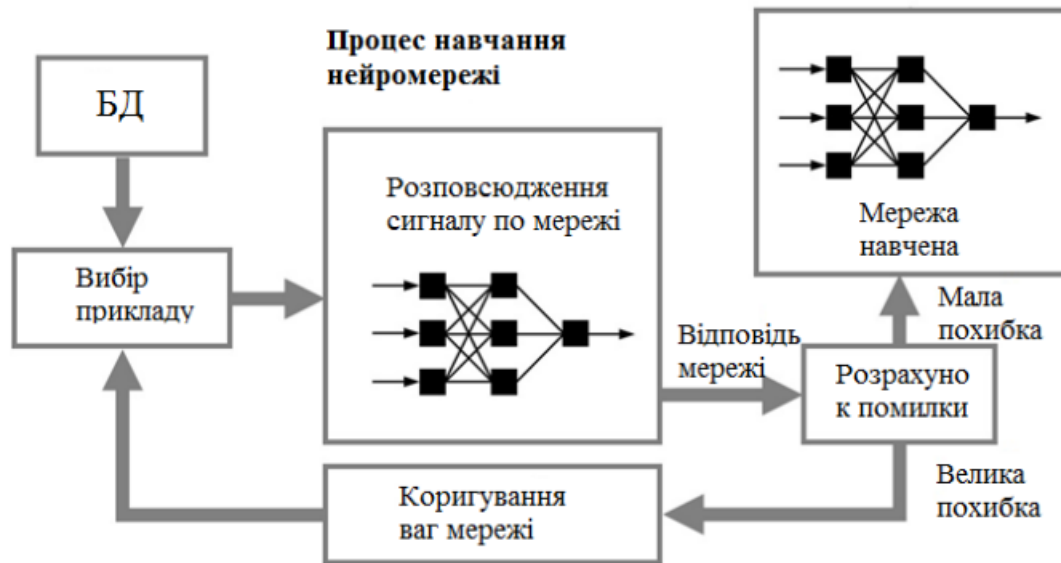 Процес навчання
нейромережі
БД
Вибір
прикладу
Розповсюдження
сигналу по мережі
Відповідь
мережі
Розрахуно
к помилки
Мала
похибка
Мережа
навчена
Велика
похибка
Коригування
ваг мережі